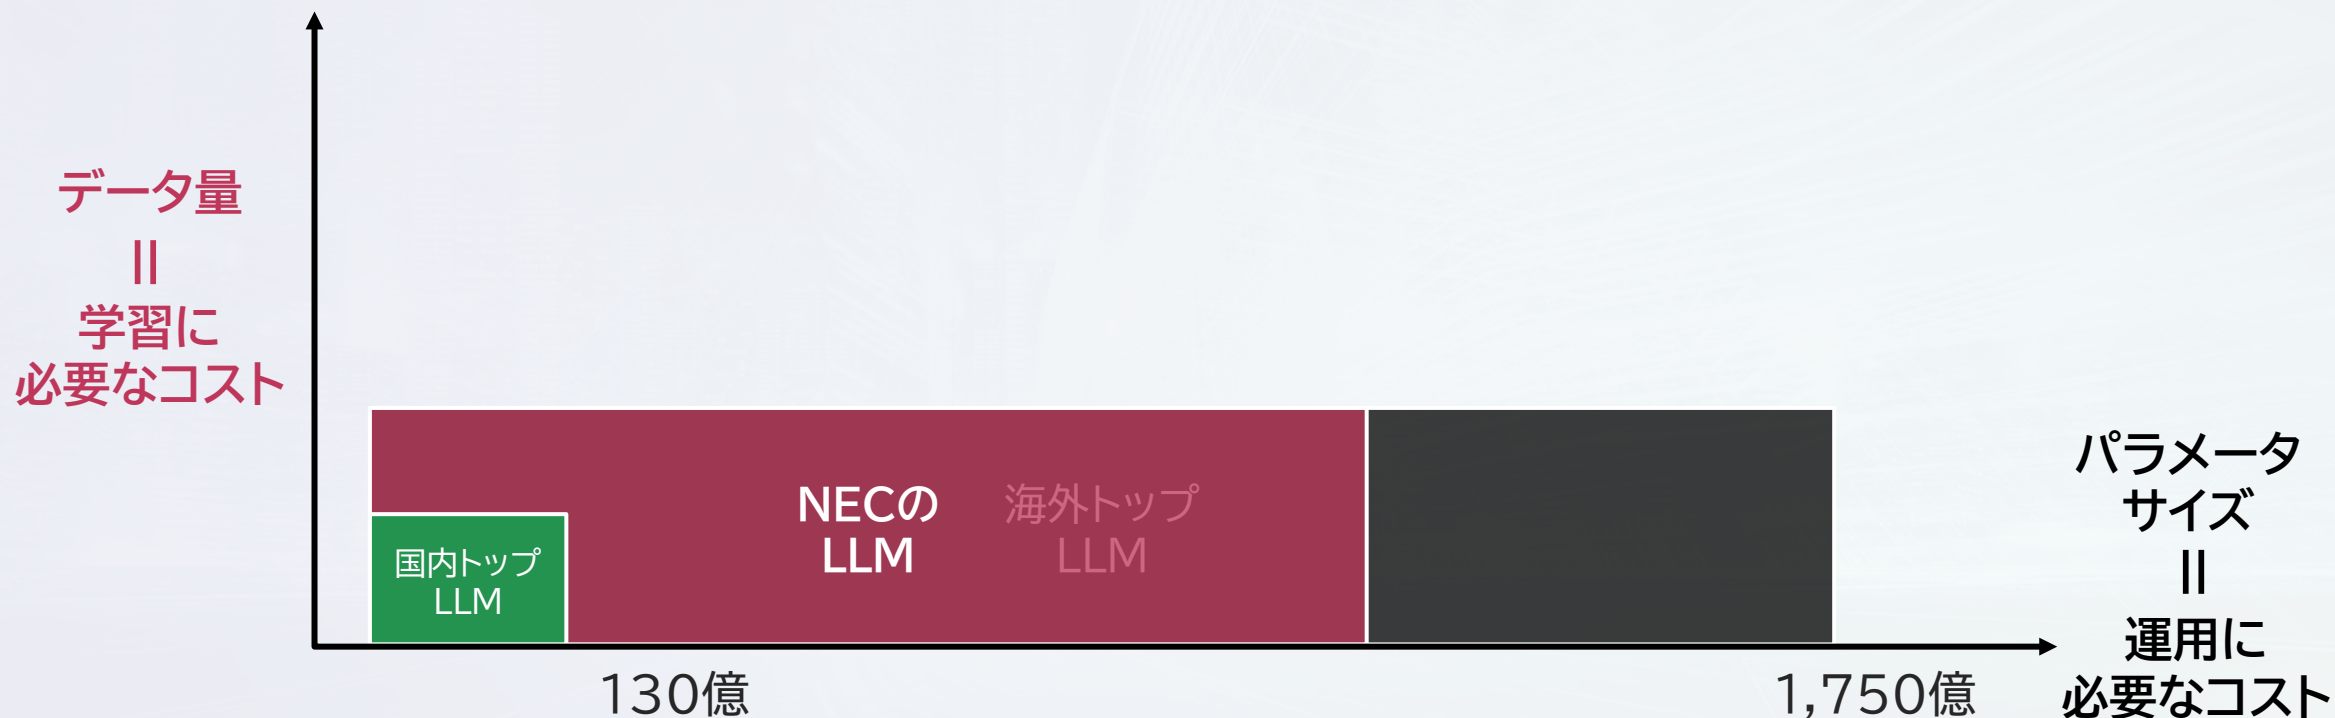 データ量
=
学習に
必要なコスト
国内トップ
LLM
NECの
LLM
海外トップ
LLM
130億
1,750億
パラメータ
サイズ
=
運用に
必要なコスト